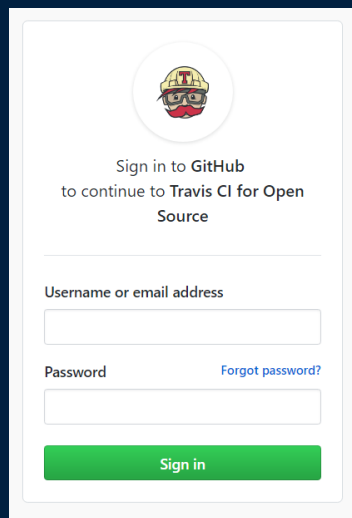 T
Sign in to GitHub
to continue to Travis CI for Open
Source
Username or email address
Password Forgot password?
Sign in